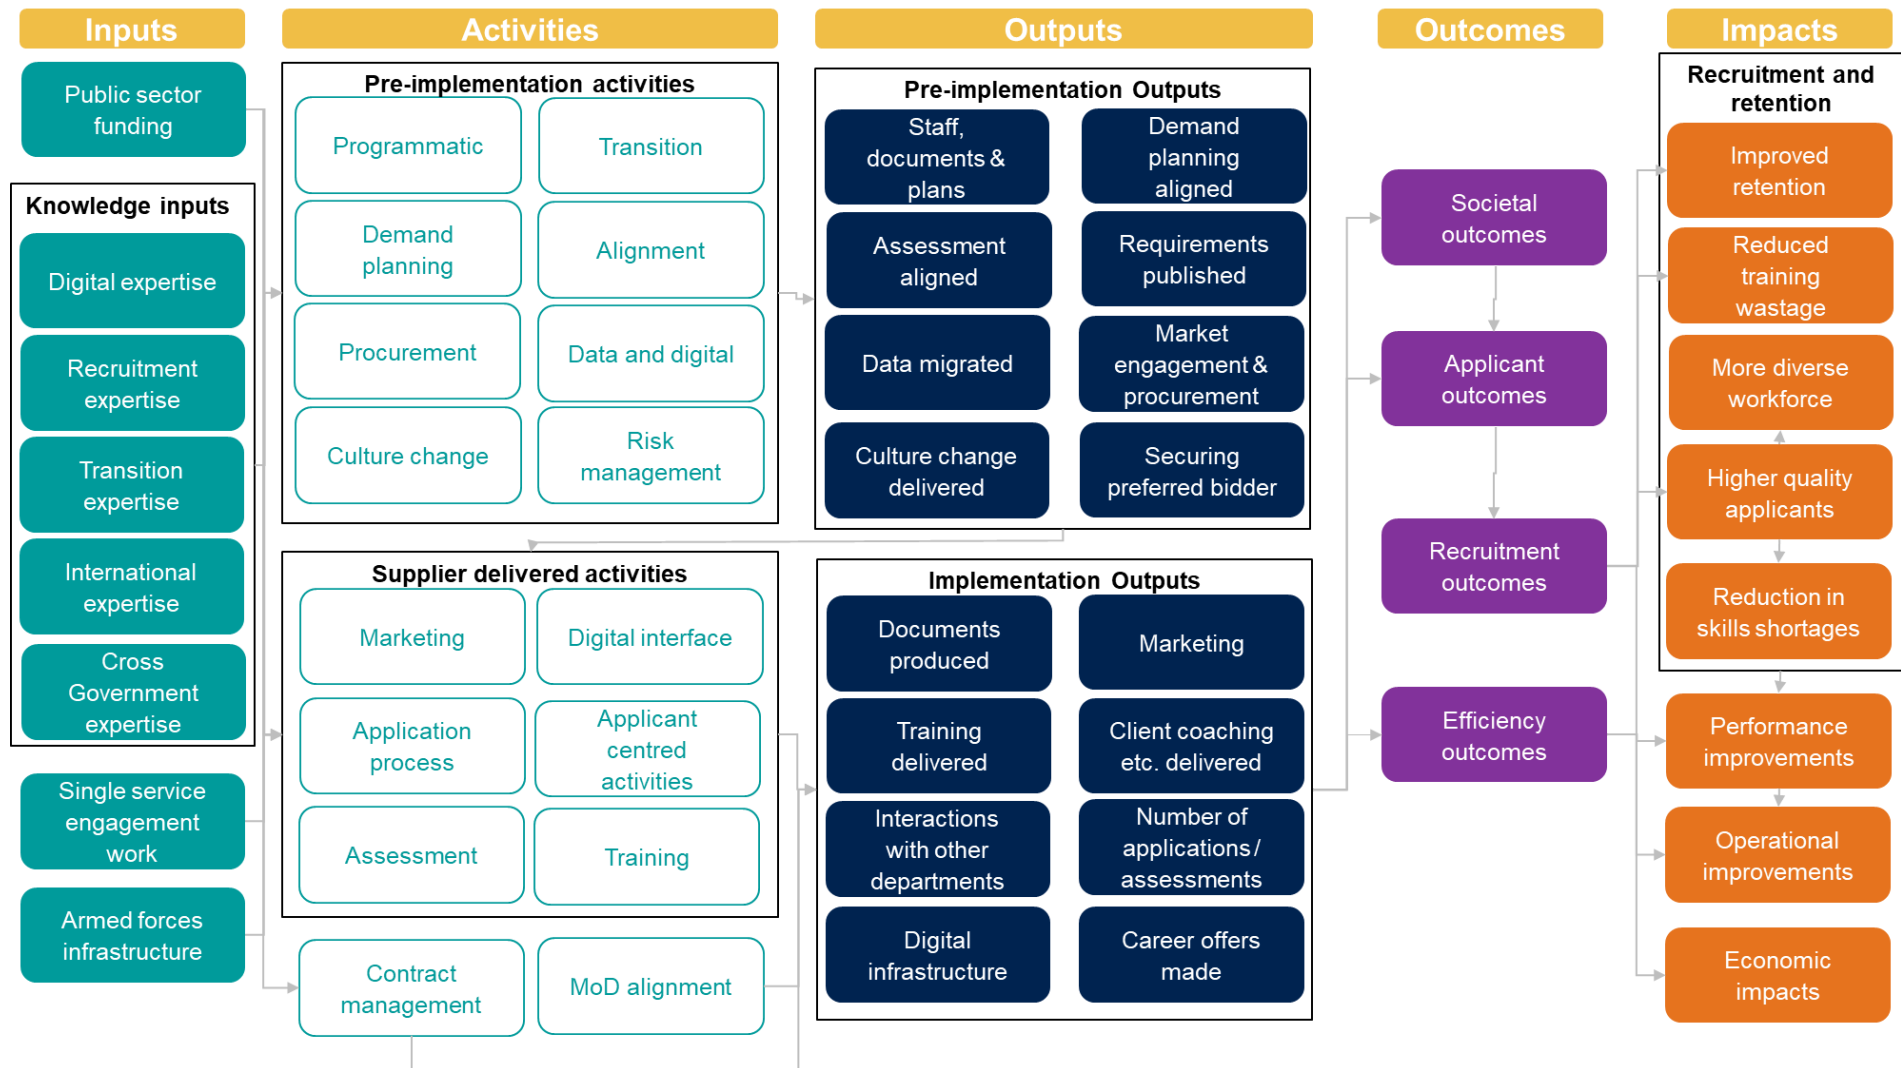 Inputs
Activities
Outputs
Outcomes
Impacts
Public sector
funding
Knowledge inputs
Digital expertise
Recruitment
expertise
Transition
expertise
International
expertise
Cross
Government
expertise
Single service
engagement
work
Armed forces
infrastructure
Pre-implementation activities
Programmatic
Transition
Demand
planning
Alignment
Procurement
Data and digital
Culture change
Risk
management
Supplier delivered activities
Marketing
Digital interface
Application
process
Applicant
centred
activities
Assessment
Training
Contract
management
MoD alignment
Pre-implementation Outputs
Staff,
documents &
plans
Demand
planning
aligned
Assessment
aligned
Requirements
published
Data migrated
Market
engagement &
procurement
Culture change
delivered
Securing
preferred bidder
Implementation Outputs
Documents
produced
Marketing
Training
delivered
Client coaching
etc. delivered
Interactions
with other
departments
Number of
applications /
assessments
Digital
infrastructure
Career offers
made
Societal
outcomes
Applicant
outcomes
Recruitment
outcomes
Efficiency
outcomes
Recruitment and
retention
Improved
retention
Reduced
training
wastage
More diverse
workforce
Higher quality
applicants
Reduction in
skills shortages
Performance
improvements
Operational
improvements
Economic
impacts